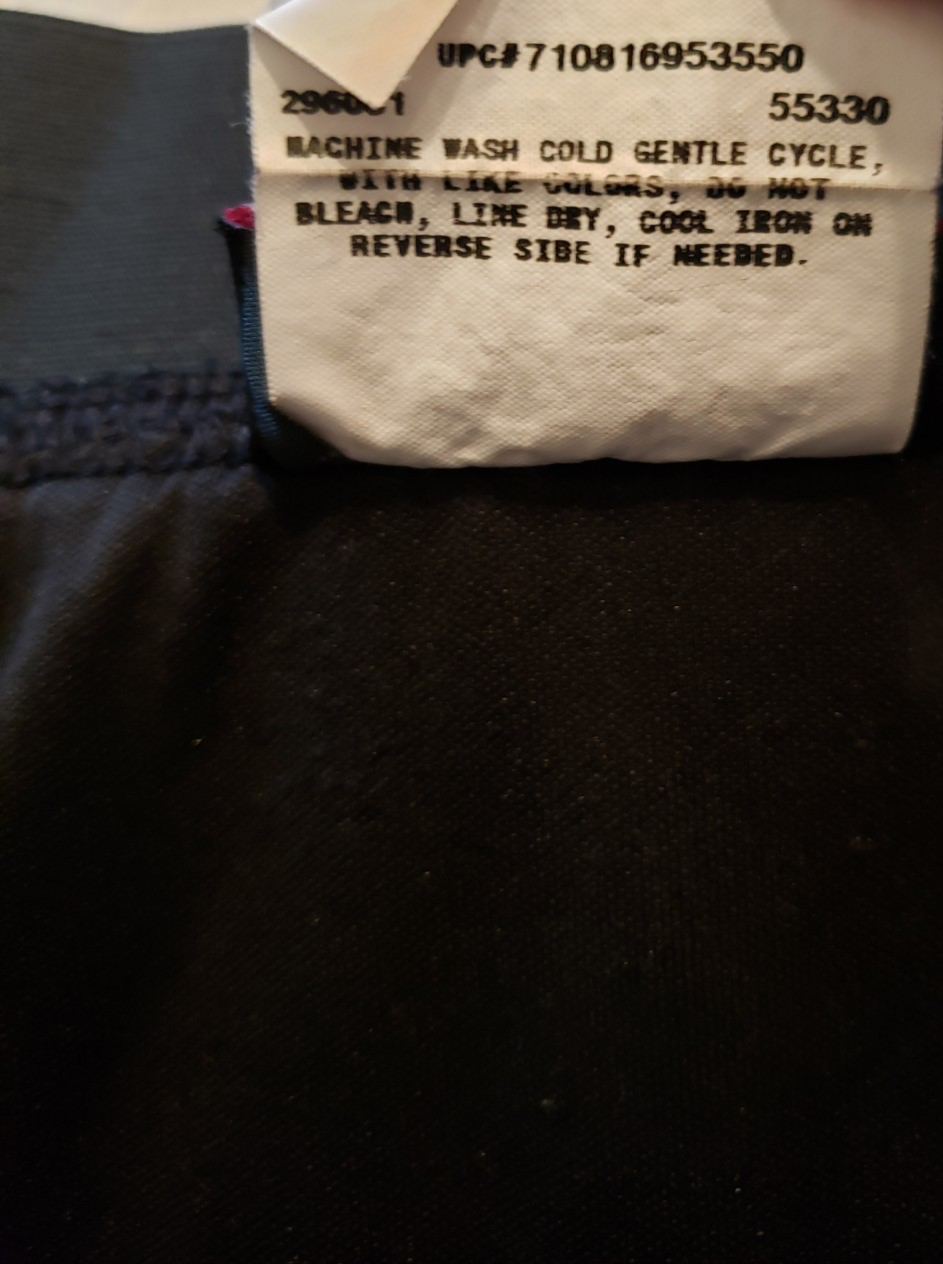 UPC#710816953550
55330
MACHINE WASH COLD GENTLE CYCLE,
WITH LIKE COLORS, DO NOT
BLEACH, LINE DRY, COOL IRON ON
REVERSE SIDE IF NEEDED.